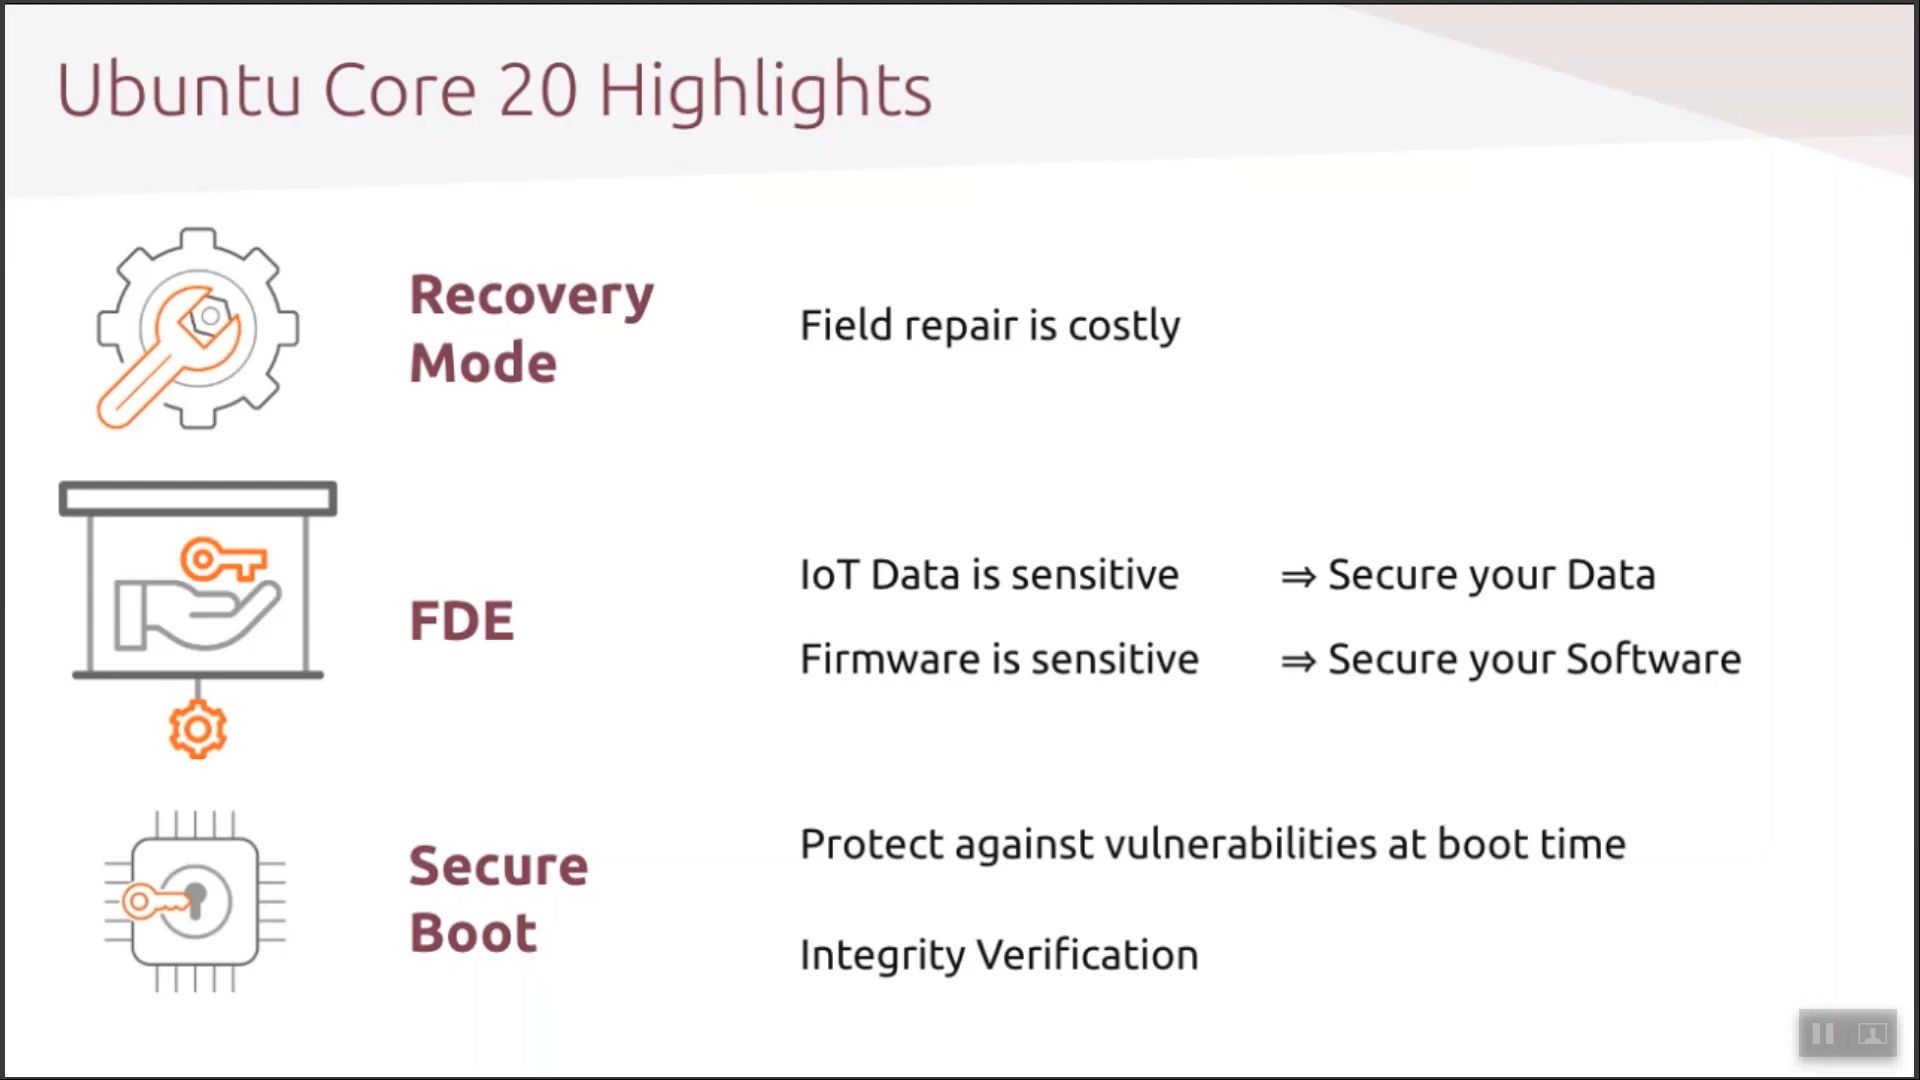 Ubuntu Core 20 Highlights
Recovery
Mode
Field repair is costly
FDE
IoT Data is sensitive ⇒ Secure your Data
Firmware is sensitive ⇒ Secure your Software
Secure
Boot
Protect against vulnerabilities at boot time
Integrity Verification